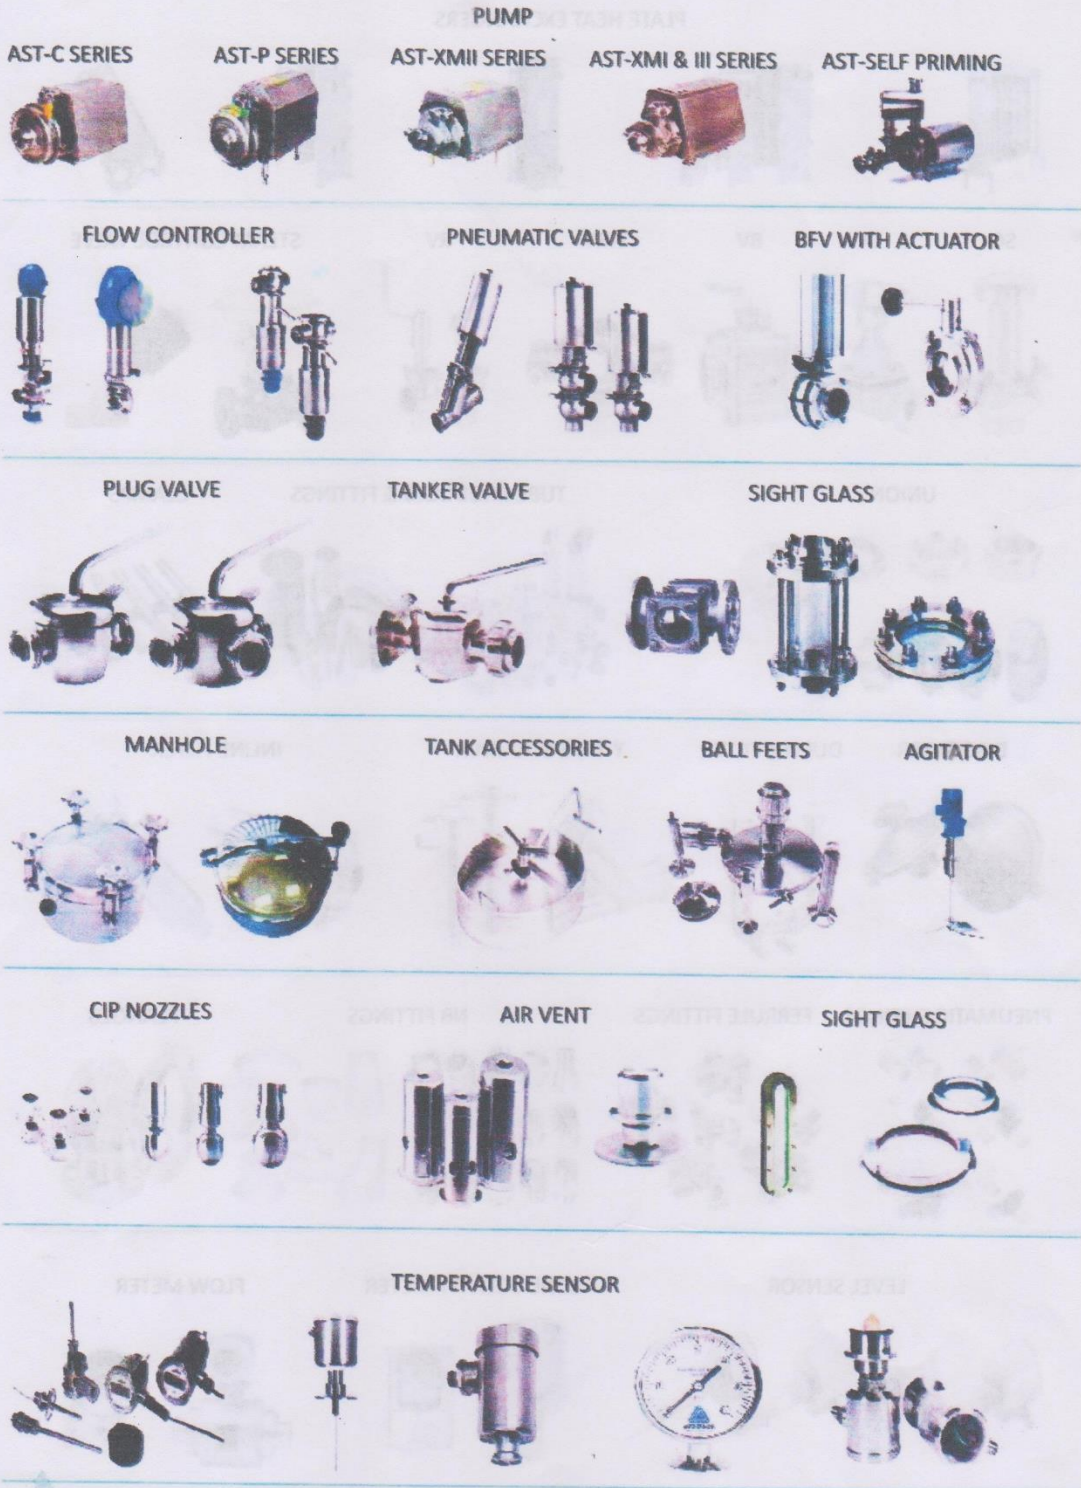 PUMP
AST-C SERIES
AST-P SERIES
AST-XMII SERIES
AST-XMI & III SERIES
AST-SELF PRIMING
FLOW CONTROLLER
PNEUMATIC VALVES
BFV WITH ACTUATOR
PLUG VALVE
TANKER VALVE
SIGHT GLASS
MANHOLE
TANK ACCESSORIES
BALL FEETS
AGITATOR
CIP NOZZLES
AIR VENT
SIGHT GLASS
TEMPERATURE SENSOR